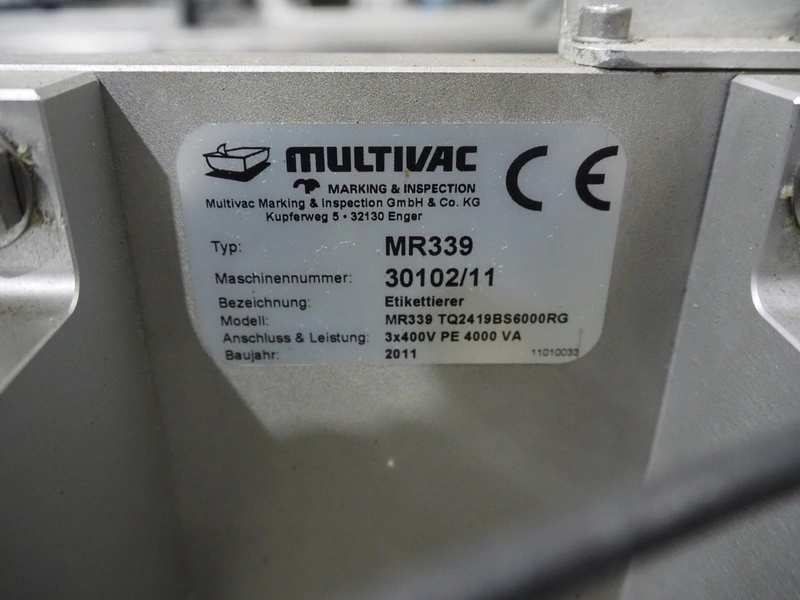 MULTIVAC
MARKING & INSPECTION
Multivac Marking & Inspection GmbH & Co. KG
Kupferweg 5 • 32130 Enger
CE
Typ: MR339
Maschinennummer: 30102/11
Bezeichnung: Etikettierer
Modell: MR339 TQ2419BS6000RG
Anschluss & Leistung: 3x400V PE 4000 VA
Baujahr: 2011
11010033